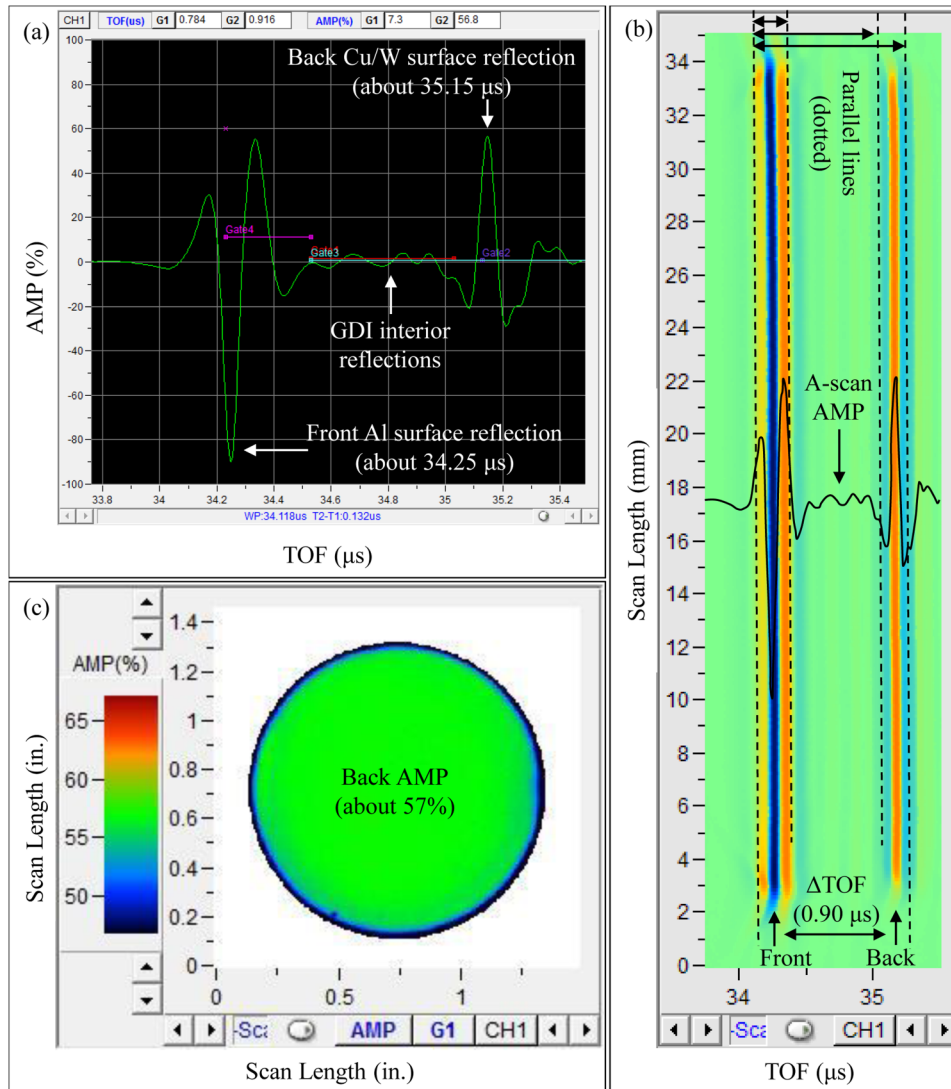 (a)
CH1 TOF(us) G1 0.784 G2 0.916 AMP(%) G1 7.3 G2 56.8
100
80
60
40
20
0
-20
-40
-60
-80
-100
AMP (%)
Back Cu/W surface reflection
(about 35.15 µs)
Gate4
Gate3
Gate2
GDI interior
reflections
Front Al surface reflection
(about 34.25 µs)
33.8 34 34.2 34.4 34.6 34.8 35 35.2 35.4
WP:34.118us T2-T1:0.132us
TOF (µs)
(b)
34
32
30
28
26
24
22
20
18
16
14
12
10
8
6
4
2
0
Scan Length (mm)
Parallel lines
(dotted)
A-scan
AMP
ΔTOF
(0.90 µs)
Front
Back
34 35
-Sca CH1
TOF (µs)
(c)
AMP(%)
65
60
55
50
Scan Length (in.)
1.4
1.2
1
0.8
0.6
0.4
0.2
0
Back AMP
(about 57%)
0 0.5 1
-Sca AMP G1 CH1
Scan Length (in.)